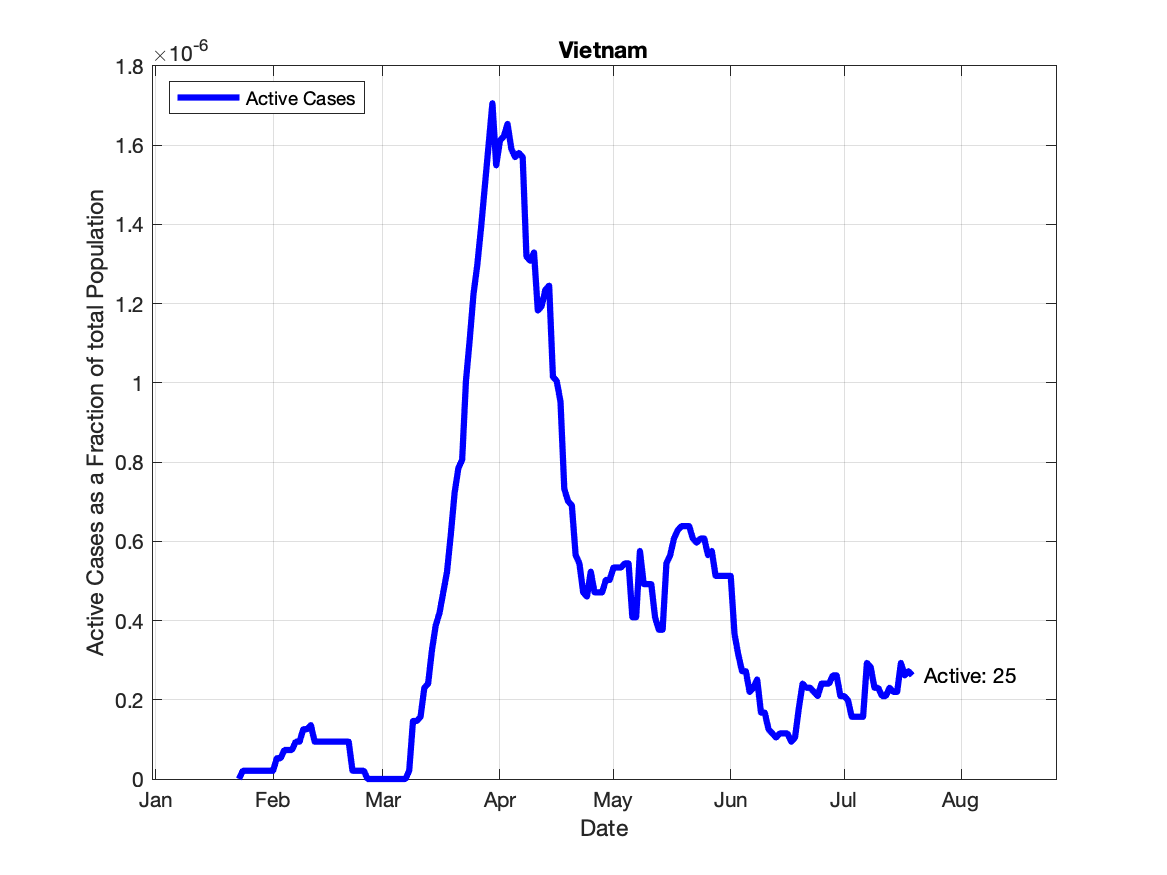 Vietnam
×10-6
1.8
1.6
1.4
1.2
1
0.8
0.6
0.4
0.2
0
Active Cases as a Fraction of total Population
Active Cases
Active: 25
Jan Feb Mar Apr May Jun Jul Aug
Date